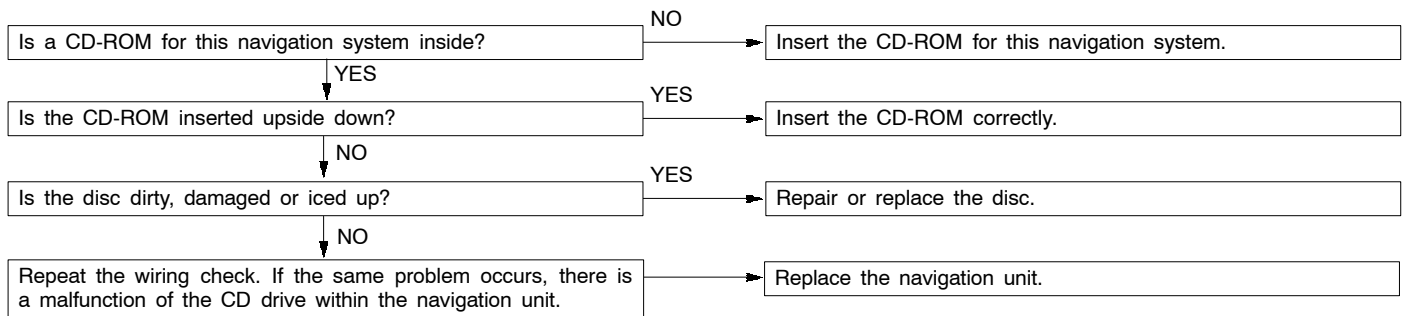 NO
Is a CD-ROM for this navigation system inside?
Insert the CD-ROM for this navigation system.
YES
YES
Is the CD-ROM inserted upside down?
Insert the CD-ROM correctly.
NO
YES
Is the disc dirty, damaged or iced up?
Repair or replace the disc.
NO
Repeat the wiring check. If the same problem occurs, there is
a malfunction of the CD drive within the navigation unit.
Replace the navigation unit.